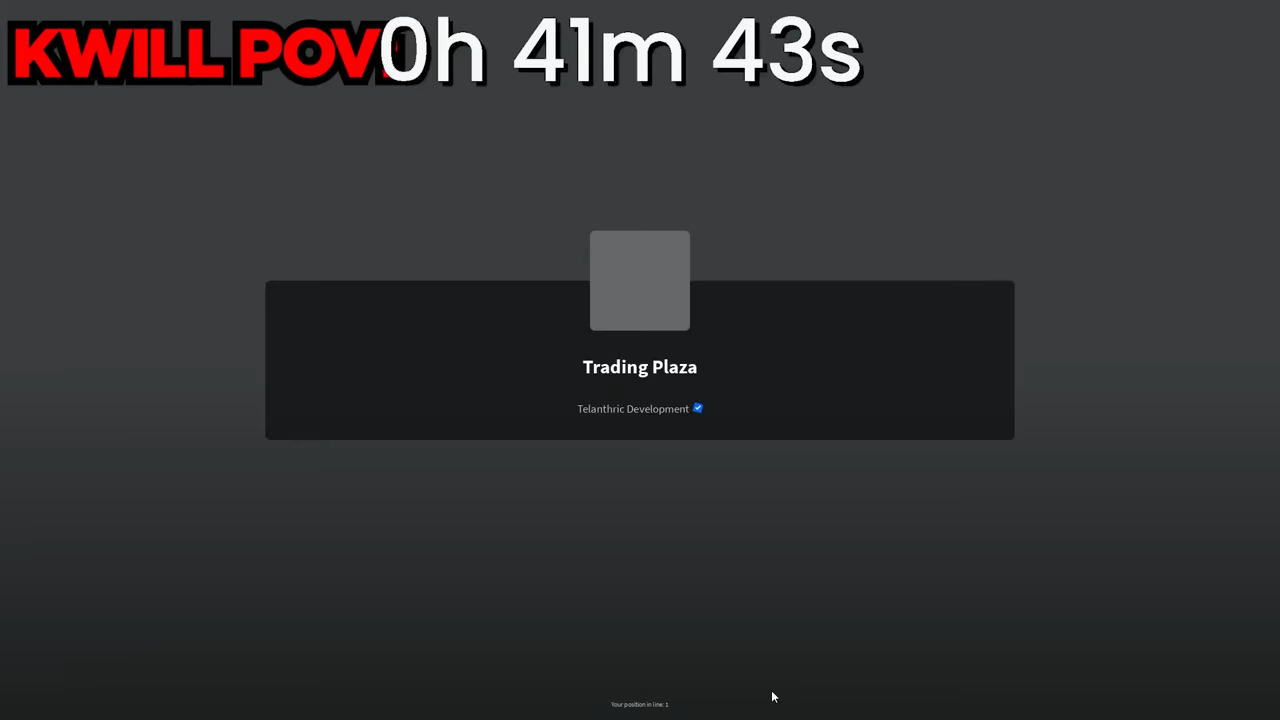 KWILL POV:
0h 41m 43s
Trading Plaza
Telanthric Development
Your position in line: 1